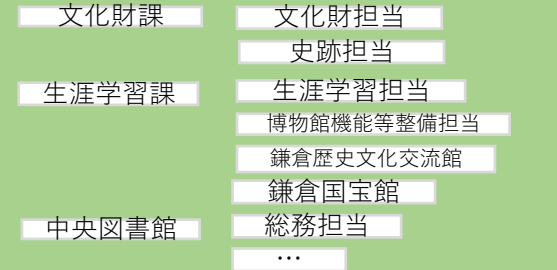 文化財課 文化財担当
史跡担当
生涯学習課 生涯学習担当
博物館機能等整備担当
鎌倉歴史文化交流館
鎌倉国宝館
中央図書館 総務担当
…